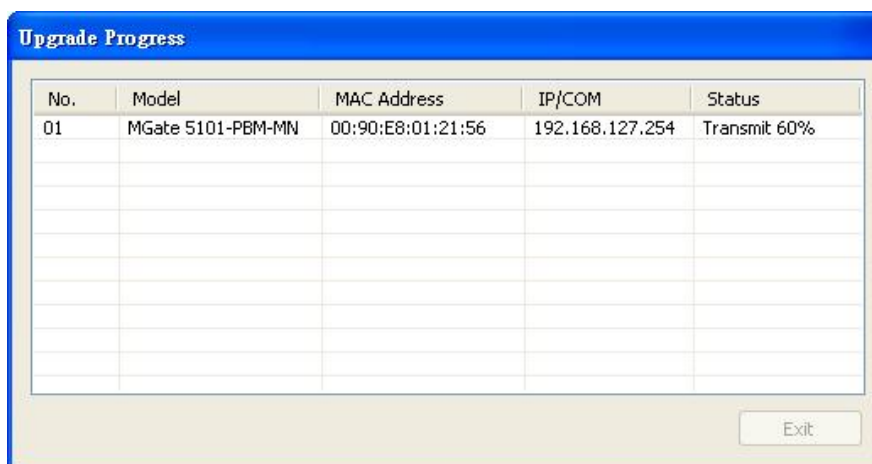 Upgrade Progress
No. Model MAC Address IP/COM Status
01 MGate 5101-PBM-MN 00:90:E8:01:21:56 192.168.127.254 Transmit 60%
Exit